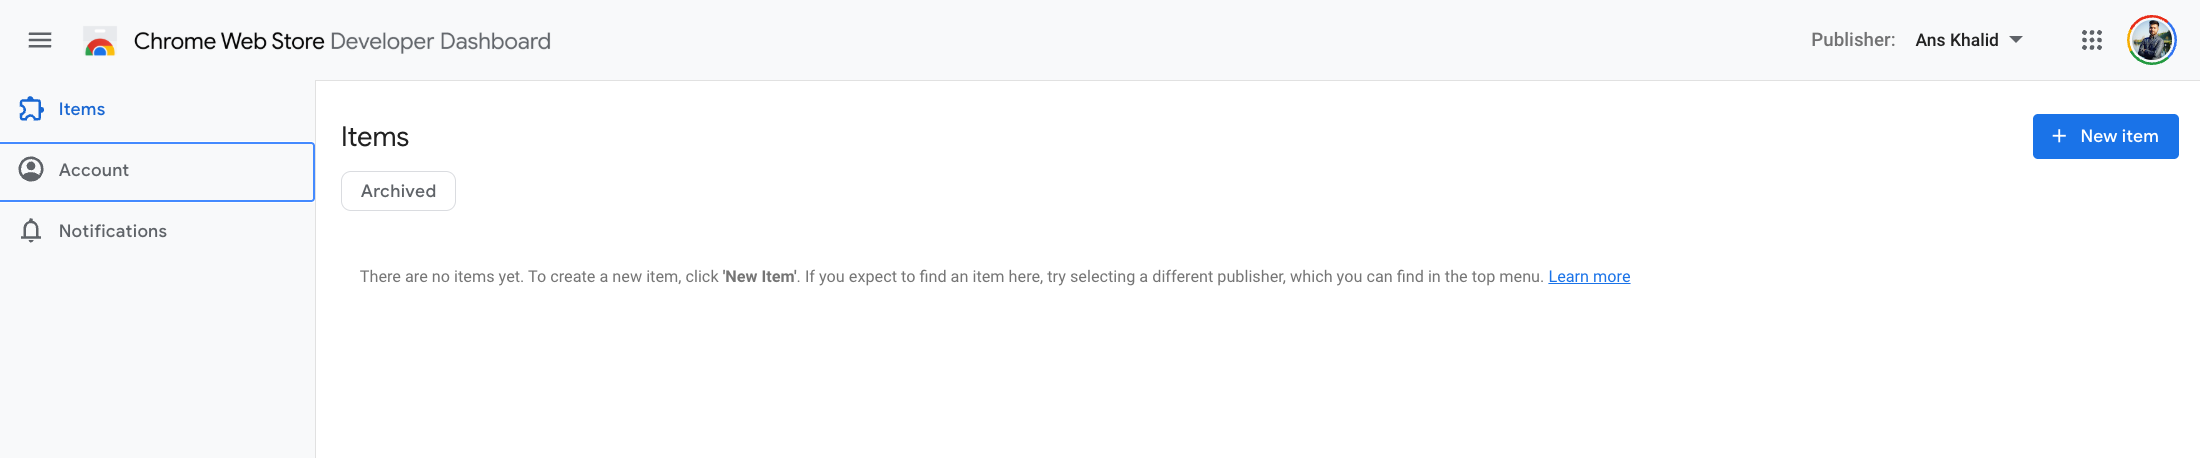 Chrome Web Store Developer Dashboard
Publisher: Ans Khalid
Items
Account
Notifications
Items
+ New item
Archived
There are no items yet. To create a new item, click 'New Item'. If you expect to find an item here, try selecting a different publisher, which you can find in the top menu. Learn more